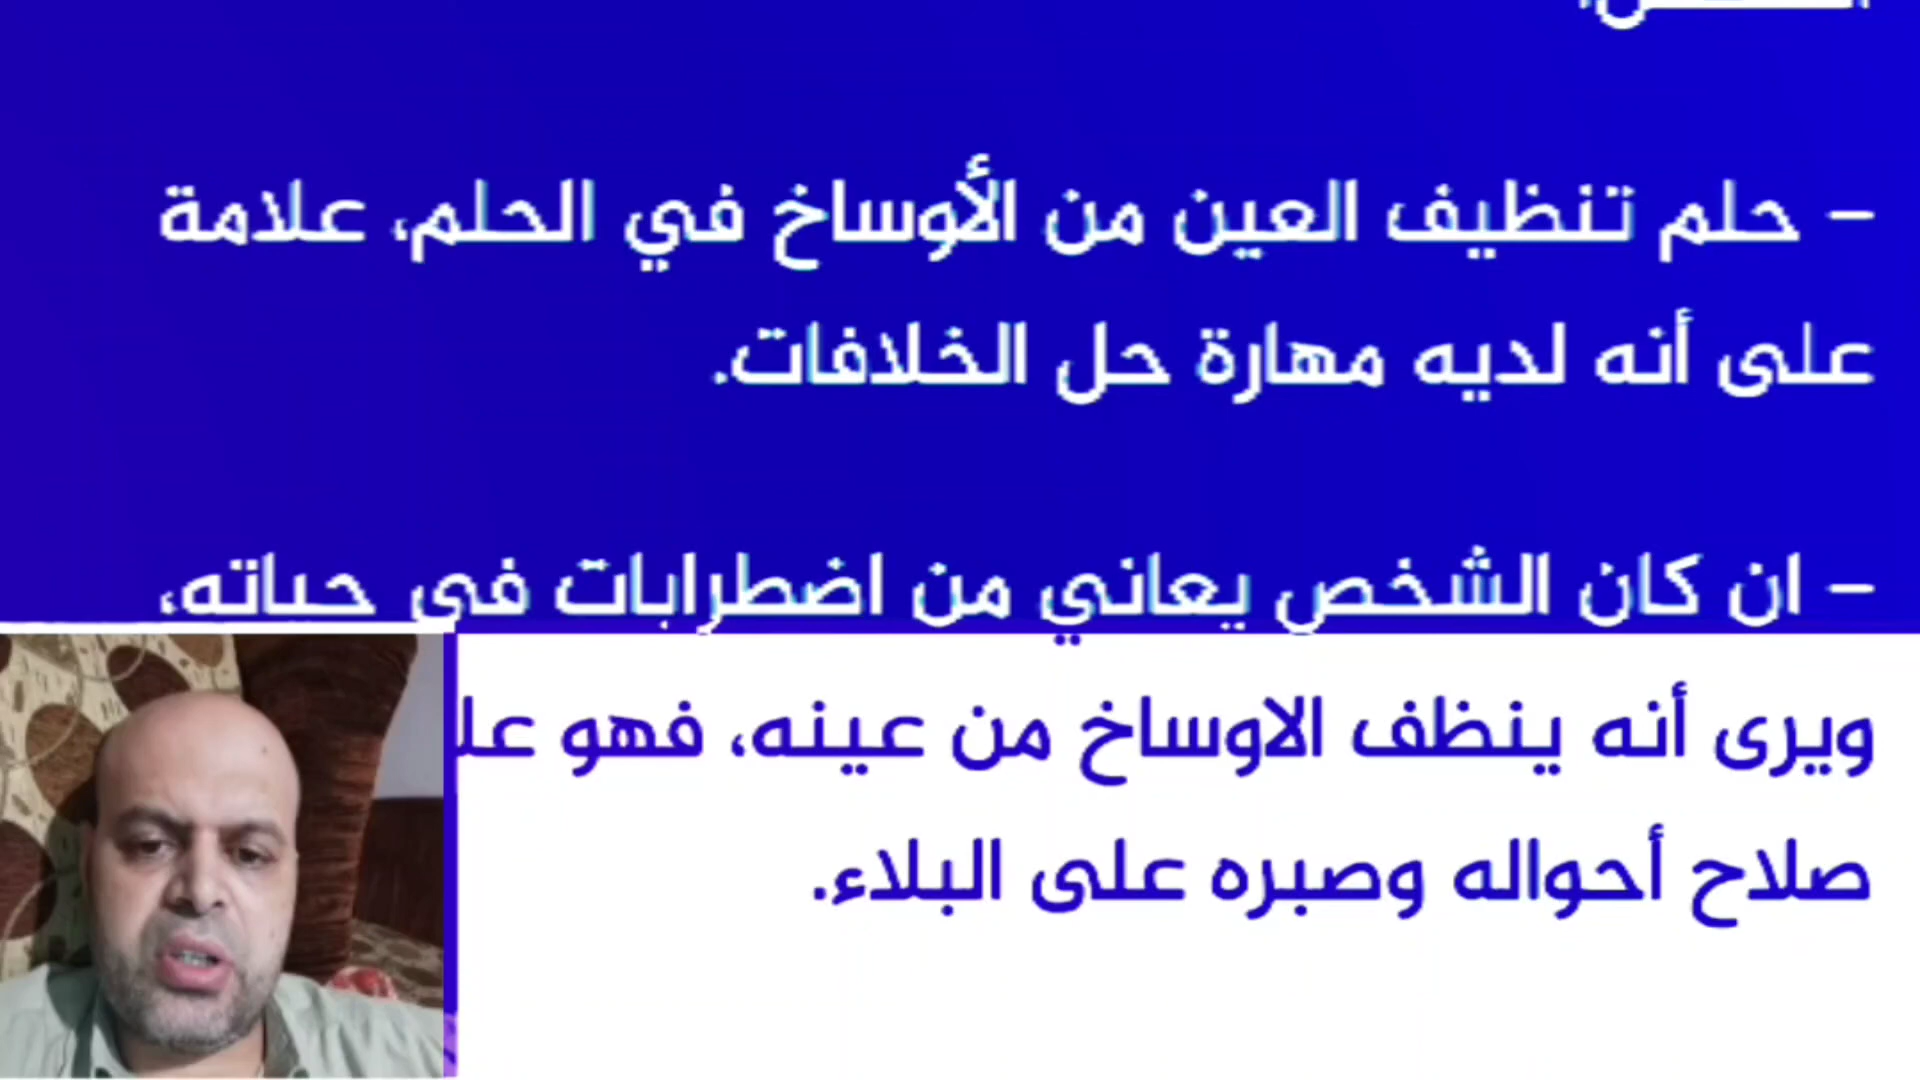 – حلم تنظيف العين من الأوساخ في الحلم، علامة
على أنه لديه مهارة حل الخلافات.
– ان كان الشخص يعاني من اضطرابات في حياته،
ويرى أنه ينظف الاوساخ من عينه، فهو
صلاح أحواله وصبره على البلاء.